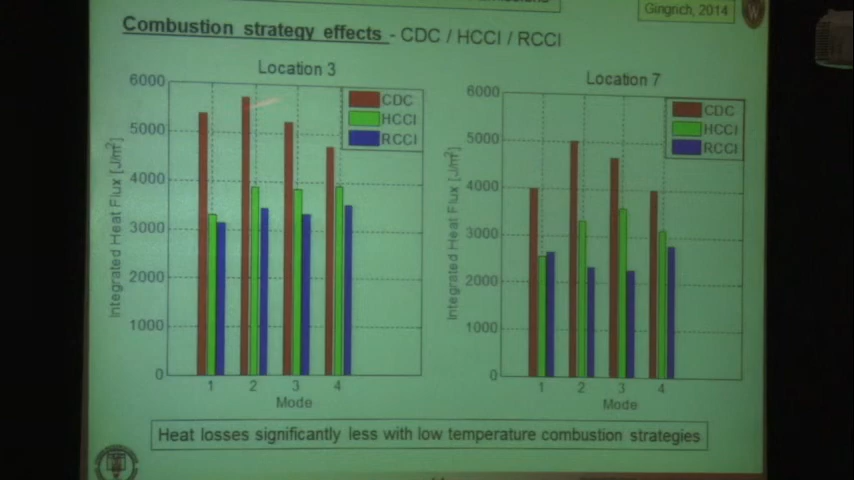 Gingrich, 2014
Combustion strategy effects - CDC / HCCI / RCCI
Location 3
6000
5000
4000
3000
2000
1000
0
Integrated Heat Flux [J/m²]
CDC
HCCI
RCCI
1 2 3 4
Mode
Location 7
6000
5000
4000
3000
2000
1000
0
Integrated Heat Flux [J/m²]
CDC
HCCI
RCCI
1 2 3 4
Mode
Heat losses significantly less with low temperature combustion strategies